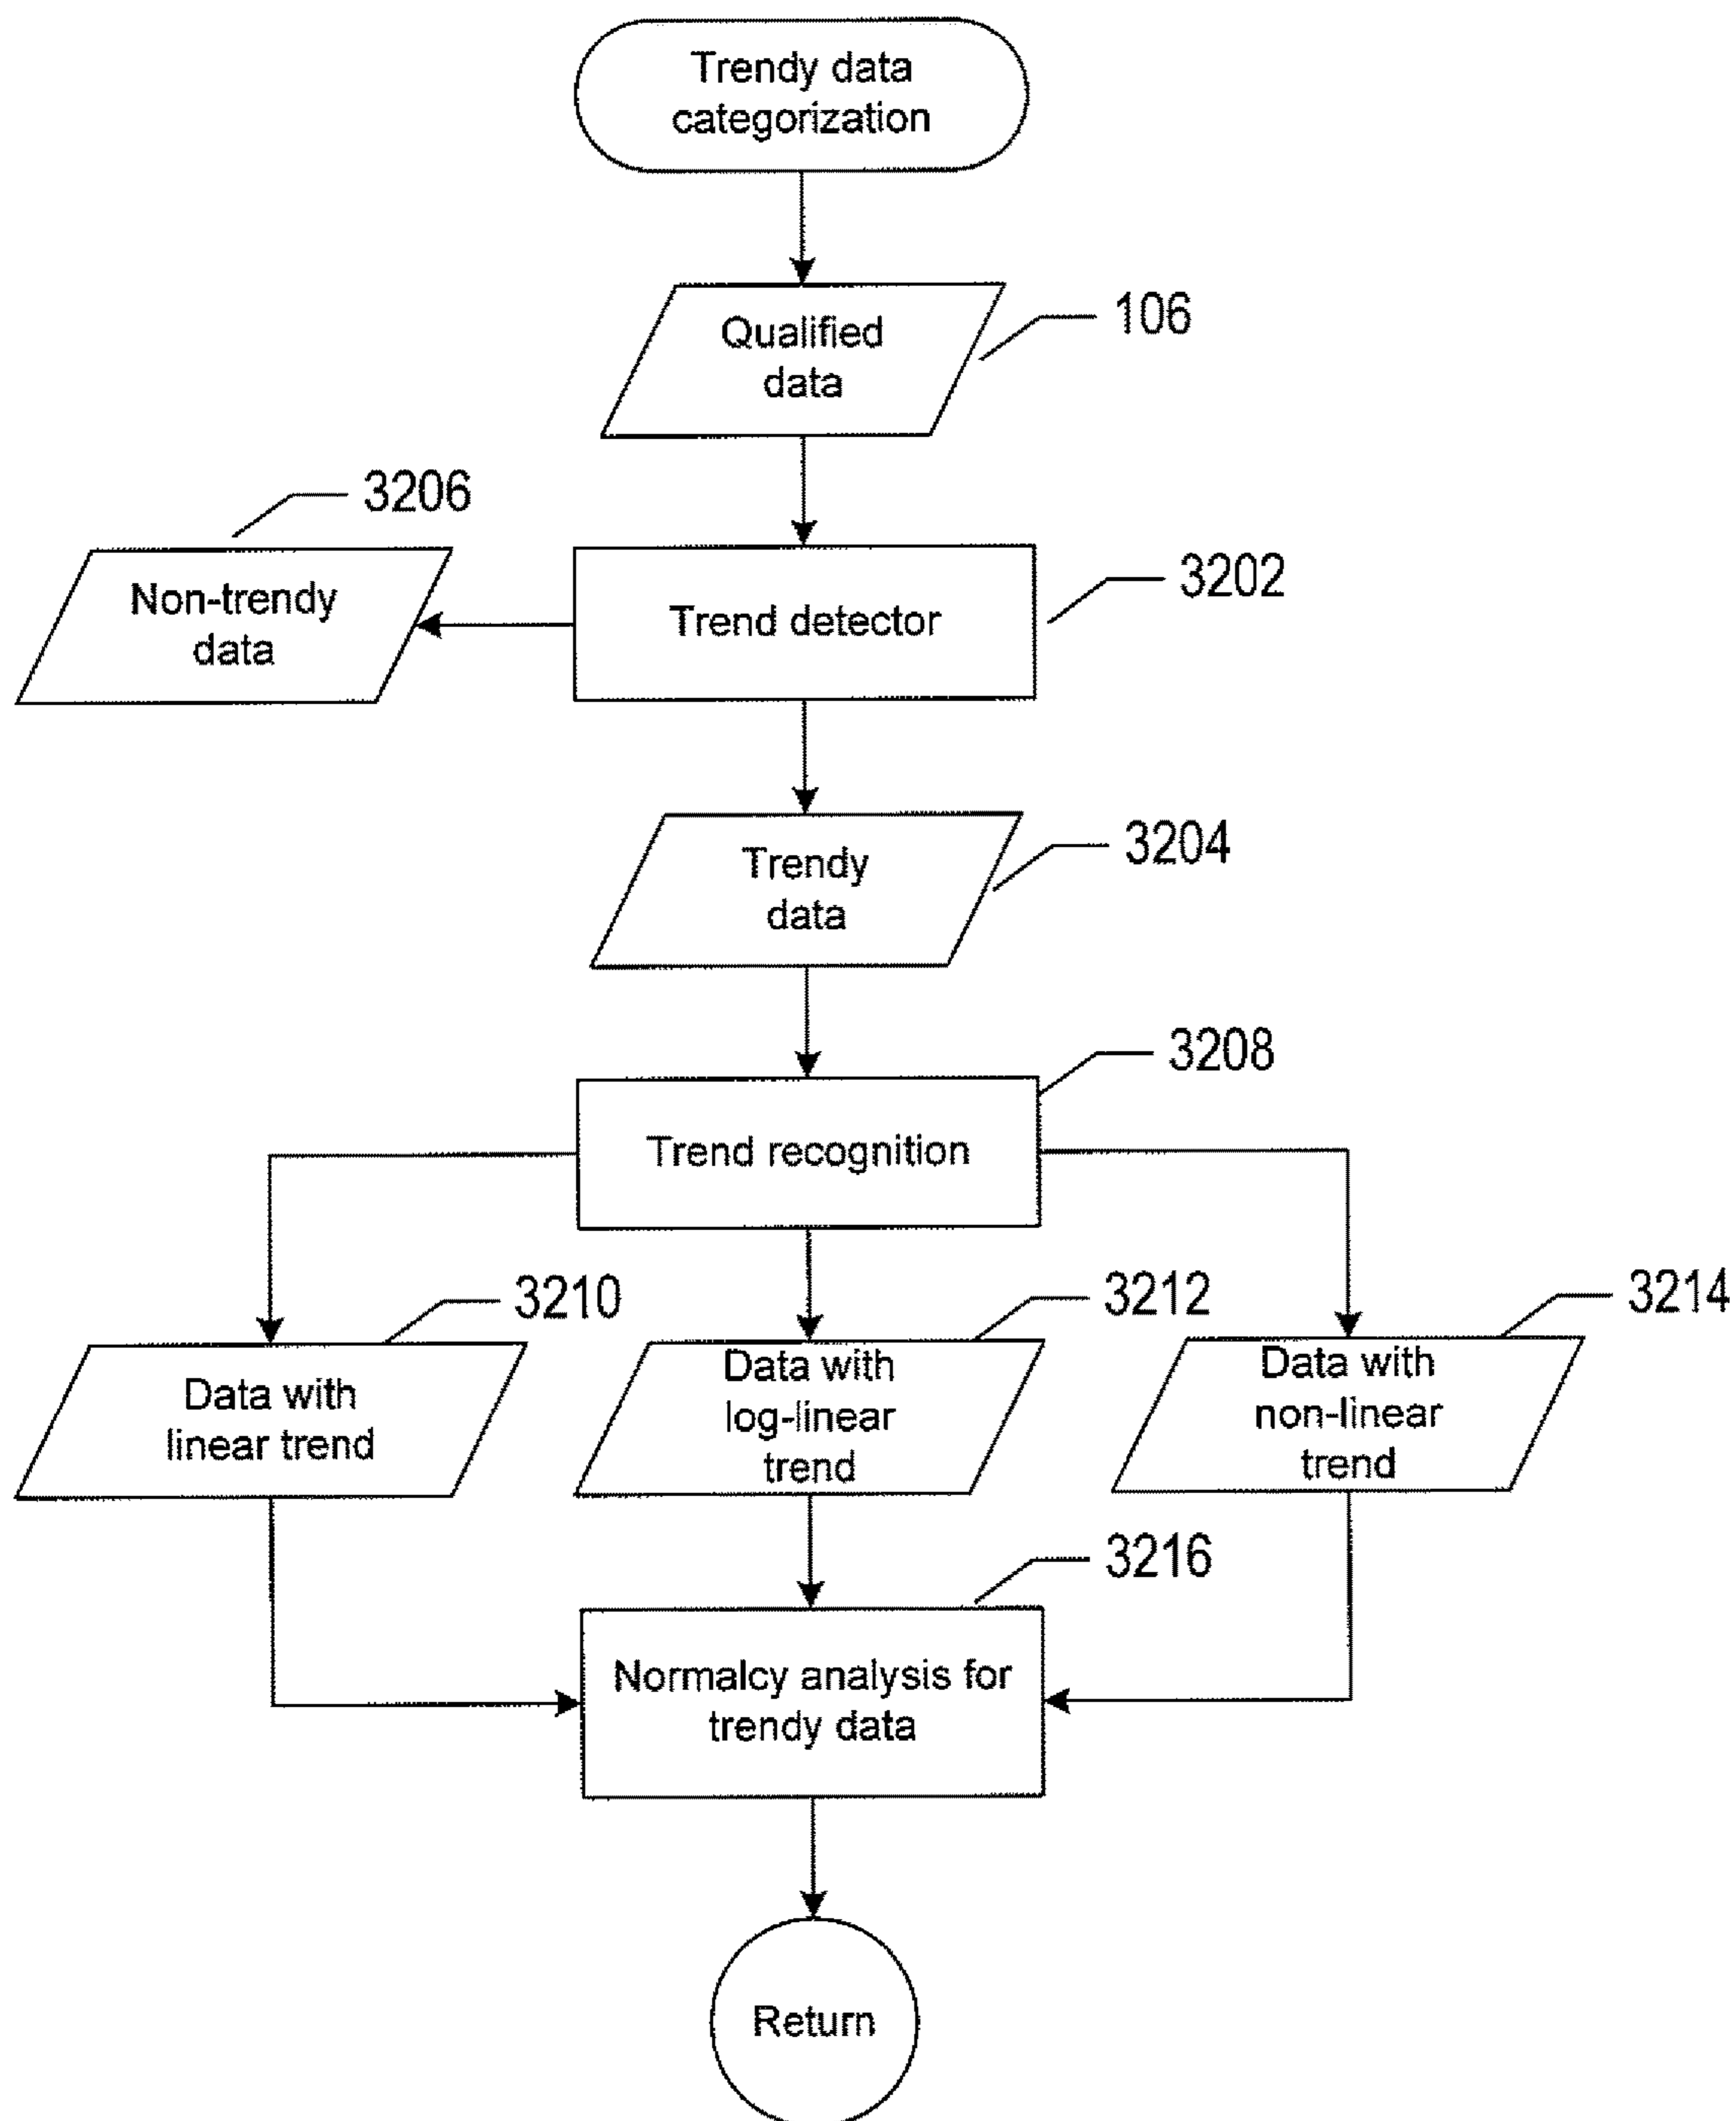 Trendy data
categorization
Qualified
data
106
3206
Non-trendy
data
Trend detector
3202
Trendy
data
3204
3208
Trend recognition
3210
3212
3214
Data with
linear trend
Data with
log-linear
trend
Data with
non-linear
trend
3216
Normalcy analysis for
trendy data
Return